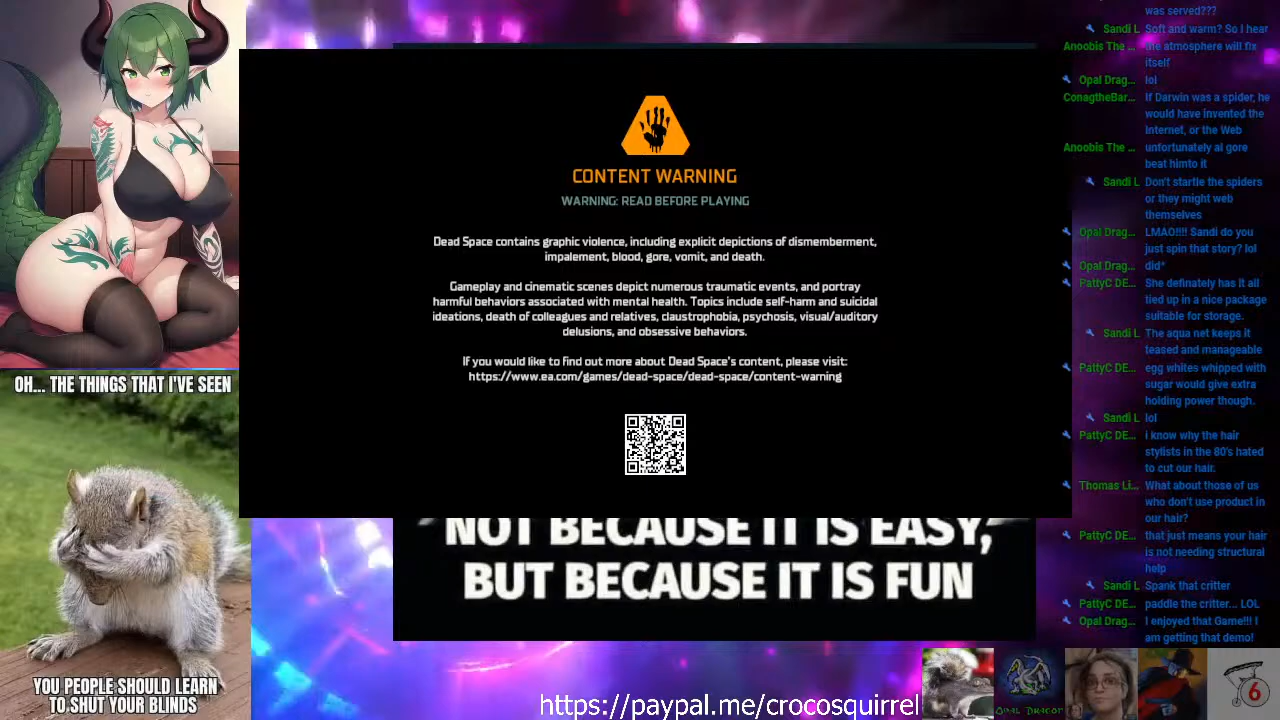 CONTENT WARNING
WARNING: READ BEFORE PLAYING
Dead Space contains graphic violence, including explicit depictions of dismemberment,
impalement, blood, gore, vomit, and death.
Gameplay and cinematic scenes depict numerous traumatic events, and portray
harmful behaviors associated with mental health. Topics include self-harm and suicidal
ideations, death of colleagues and relatives, claustrophobia, psychosis, visual/auditory
delusions, and obsessive behaviors.
If you would like to find out more about Dead Space's content, please visit:
https://www.ea.com/games/dead-space/dead-space/content-warning
NOT BECAUSE IT IS EASY,
BUT BECAUSE IT IS FUN
OH... THE THINGS THAT I'VE SEEN
YOU PEOPLE SHOULD LEARN
TO SHUT YOUR BLINDS
https://paypal.me/crocosquirrel
was served???
Sandi L Soft and warm? So I hear
Anoobis The ... the atmosphere will fix
itself
Opal Drag... lol
ConagtheBar... If Darwin was a spider, he
would have invented the
Internet, or the Web
Anoobis The ... unfortunately al gore
beat himto it
Sandi L Don't startle the spiders
or they might web
themselves
Opal Drag... LMAO!!!! Sandi do you
just spin that story? lol
Opal Drag... did*
PattyC DE... She definately has it all
tied up in a nice package
suitable for storage.
Sandi L The aqua net keeps it
teased and manageable
PattyC DE... egg whites whipped with
sugar would give extra
holding power though.
Sandi L lol
PattyC DE... i know why the hair
stylists in the 80's hated
to cut our hair.
Thomas Li... What about those of us
who don't use product in
our hair?
PattyC DE... that just means your hair
is not needing structural
help
Sandi L Spank that critter
PattyC DE... paddle the critter... LOL
Opal Drag... I enjoyed that Game!!! I
am getting that demo!
OPAL DRAGON
6